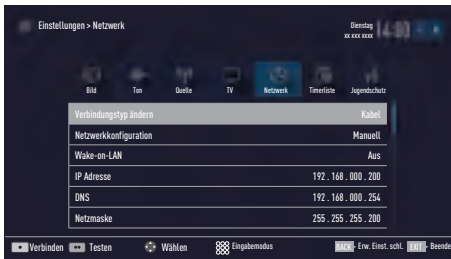 Einstellungen > Netzwerk
Dienstag
xx xxx xxxx
14:00
Bild Ton Quelle TV Netzwerk Timerliste Jugendschutz
Verbindungstyp ändern Kabel
Netzwerkkonfiguration Manuell
Wake-on-LAN Aus
IP Adresse 192 . 168 . 000 . 200
DNS 192 . 168 . 000 . 254
Netzmaske 255 . 255 . 255 . 200
Verbinden Testen Wählen Eingabemodus BACK - Erw. Einst. schl. EXIT - Beende